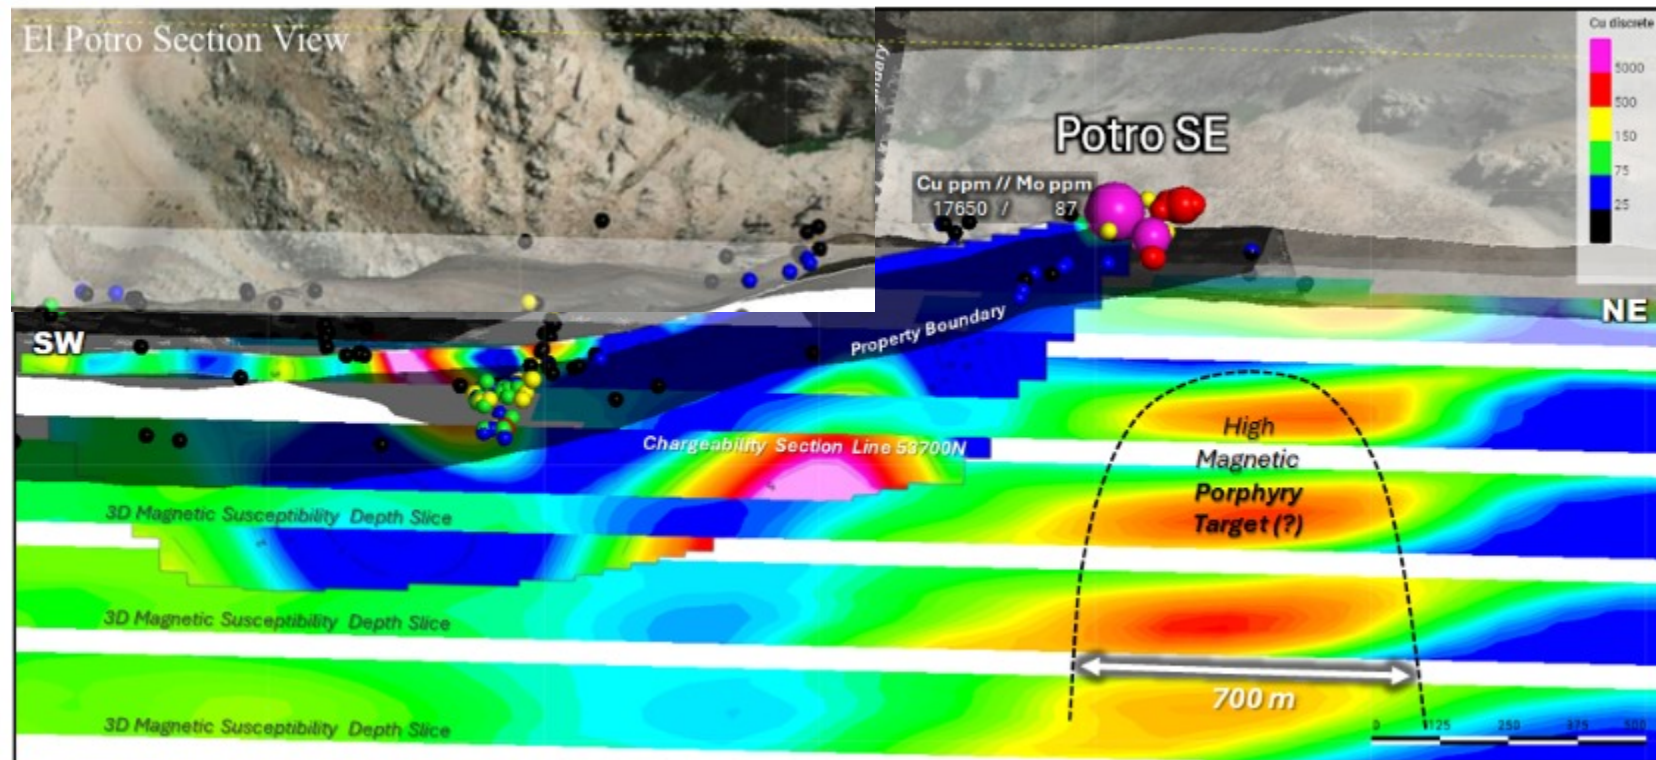 El Potro Section View
Cu discrete
5000
500
150
75
25
Potro SE
Cu ppm // Mo ppm
17650 / 87
SW
NE
Property Boundary
Chargeability Section Line 53700N
High
Magnetic
Porphyry
Target (?)
3D Magnetic Susceptibility Depth Slice
3D Magnetic Susceptibility Depth Slice
3D Magnetic Susceptibility Depth Slice
700 m
0 125 250 375 500